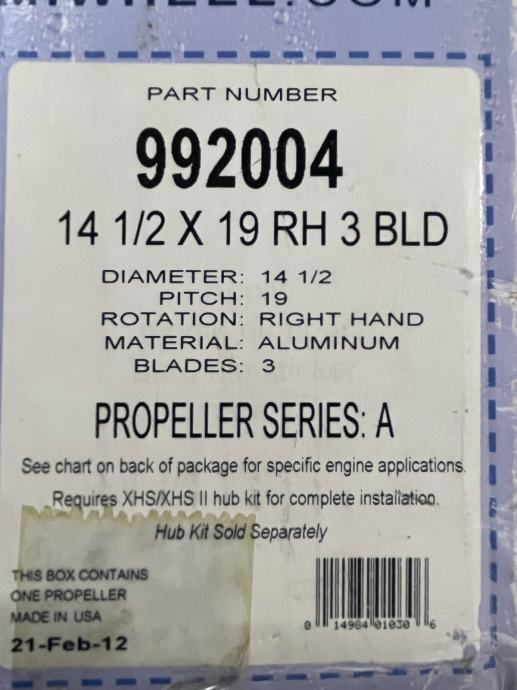 PART NUMBER
992004
14 1/2 X 19 RH 3 BLD
DIAMETER: 14 1/2
PITCH: 19
ROTATION: RIGHT HAND
MATERIAL: ALUMINUM
BLADES: 3
PROPELLER SERIES: A
See chart on back of package for specific engine applications.
Requires XHS/XHS II hub kit for complete installation.
Hub Kit Sold Separately
THIS BOX CONTAINS
ONE PROPELLER
MADE IN USA
21-Feb-12
0 14984 01030 6